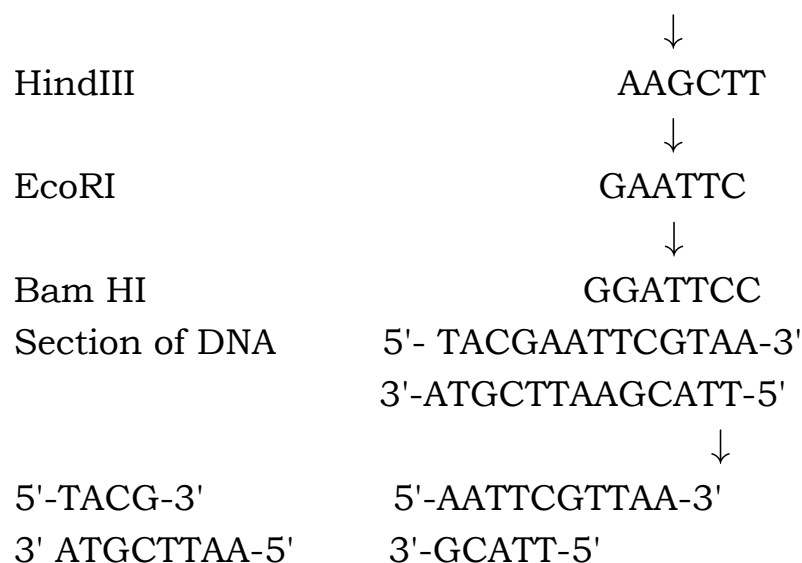 ↓
HindIII AAGCTT
↓
EcoRI GAATTC
↓
Bam HI GGATTCC
Section of DNA 5'- TACGAATTCGTAA-3'
3'-ATGCTTAAGCATT-5'
↓
5'-TACG-3' 5'-AATTCGTTAA-3'
3' ATGCTTAA-5' 3'-GCATT-5'